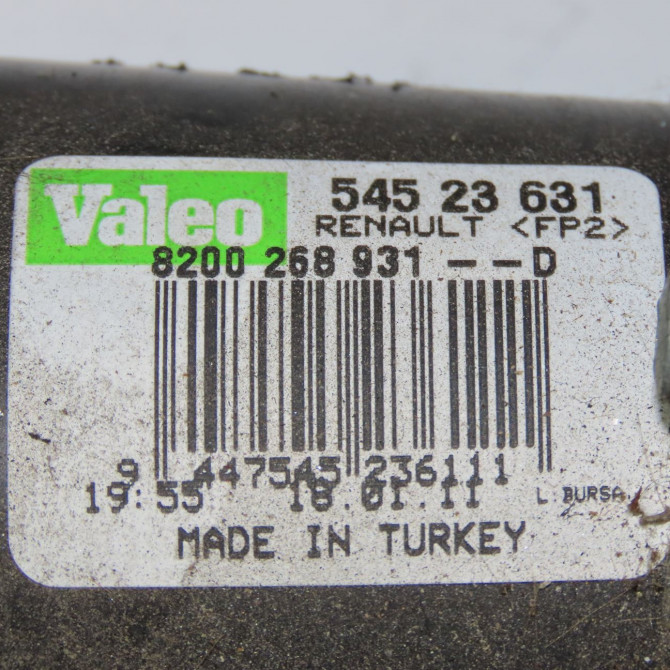 Valeo
545 23 631
RENAULT <FP2>
8200 268 931 - - D
9 447545 236111
19:55 18.01.11 L.BURSA
MADE IN TURKEY